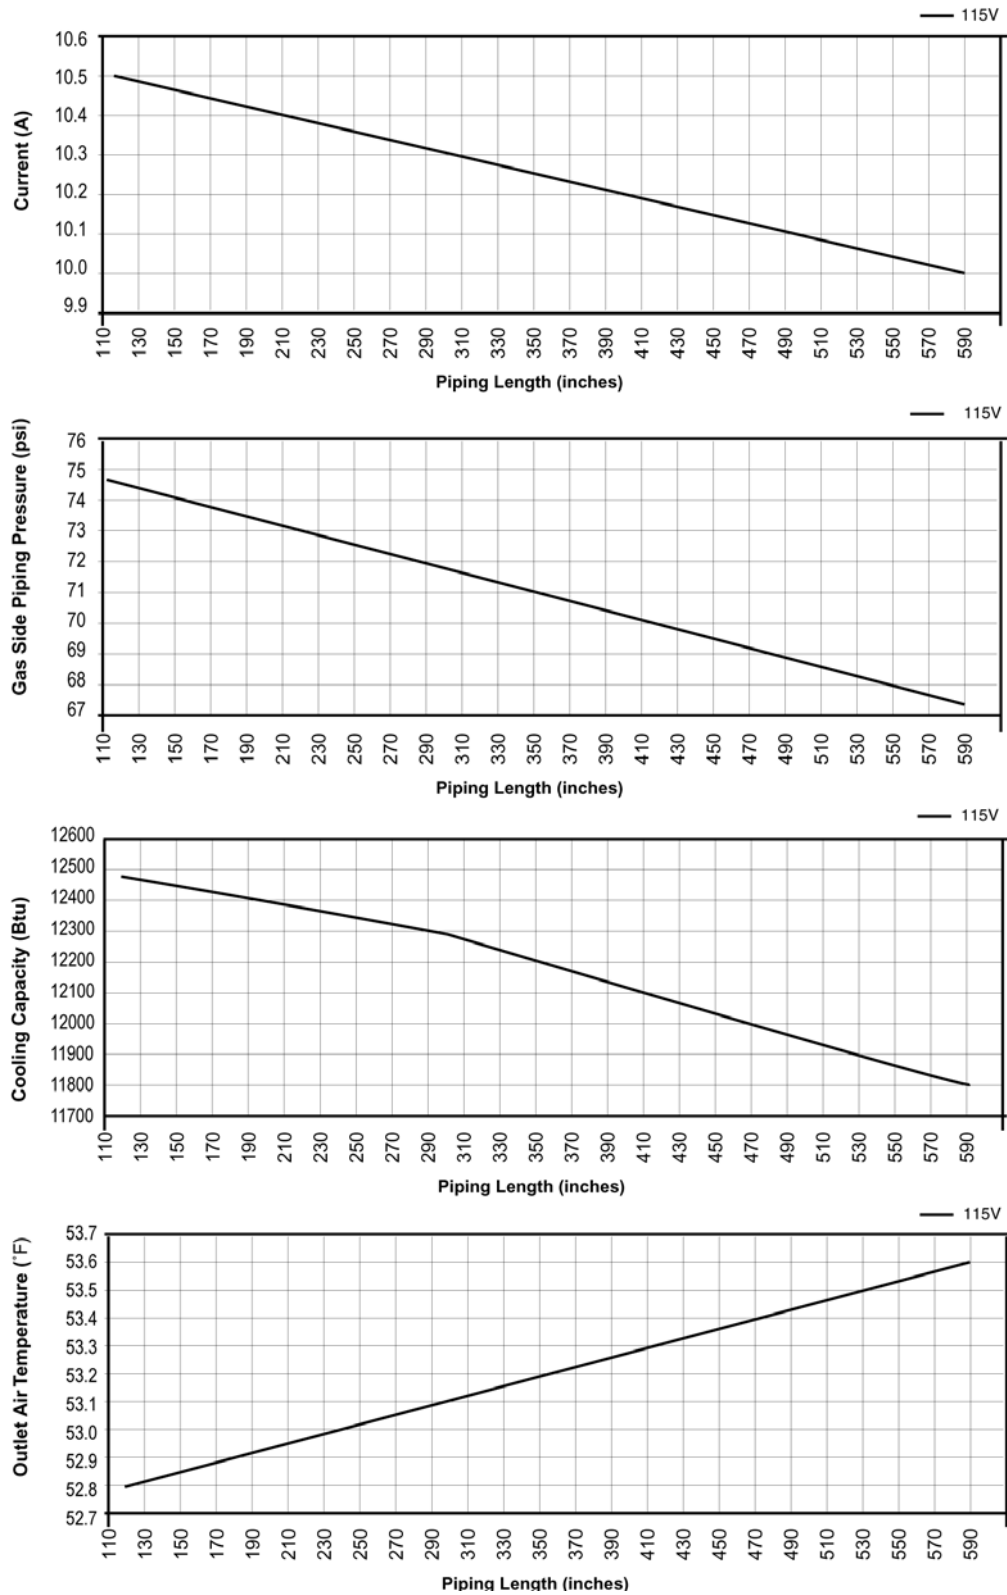 115V
Current (A)
10.6
10.5
10.4
10.3
10.2
10.1
10.0
9.9
110 130 150 170 190 210 230 250 270 290 310 330 350 370 390 410 430 450 470 490 510 530 550 570 590
Piping Length (inches)
115V
Gas Side Piping Pressure (psi)
76
75
74
73
72
71
70
69
68
67
110 130 150 170 190 210 230 250 270 290 310 330 350 370 390 410 430 450 470 490 510 530 550 570 590
Piping Length (inches)
115V
Cooling Capacity (Btu)
12600
12500
12400
12300
12200
12100
12000
11900
11800
11700
110 130 150 170 190 210 230 250 270 290 310 330 350 370 390 410 430 450 470 490 510 530 550 570 590
Piping Length (inches)
115V
Outlet Air Temperature (˚F)
53.7
53.6
53.5
53.4
53.3
53.2
53.1
53.0
52.9
52.8
52.7
110 130 150 170 190 210 230 250 270 290 310 330 350 370 390 410 430 450 470 490 510 530 550 570 590
Piping Length (inches)